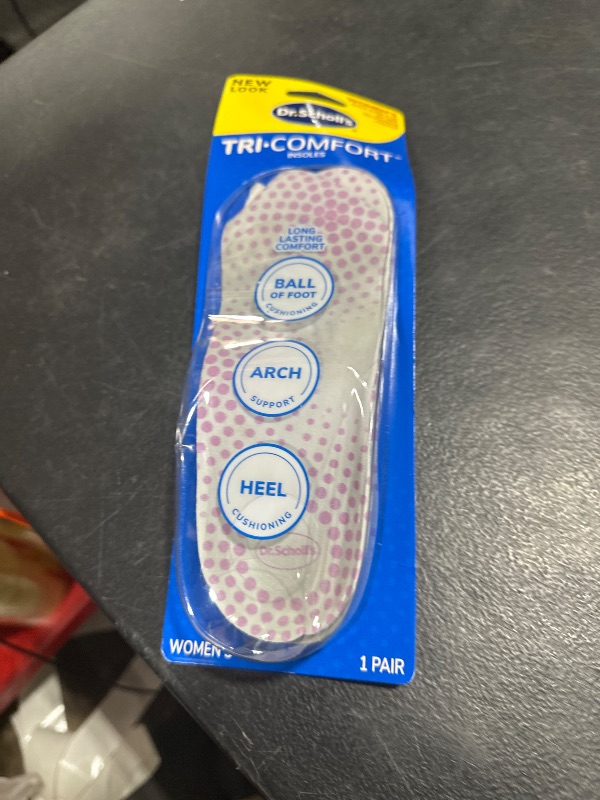 NEW
LOOK
Dr.Scholl's
TRI•COMFORT™
INSOLES
LONG
LASTING
COMFORT
BALL
OF FOOT
CUSHIONING
ARCH
SUPPORT
HEEL
CUSHIONING
Dr.Scholl's
WOMEN'S
1 PAIR